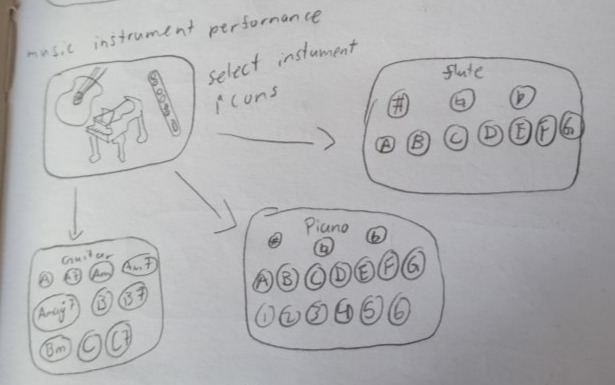 music instrument perfornance
select instument
icons
flute
# ♮ b
A B C D E F G
Piano
# ♮ b
A B C D E F G
1 2 3 4 5 6
Guitar
A A7 Am Am7
Amaj7 B B7
Bm C C7